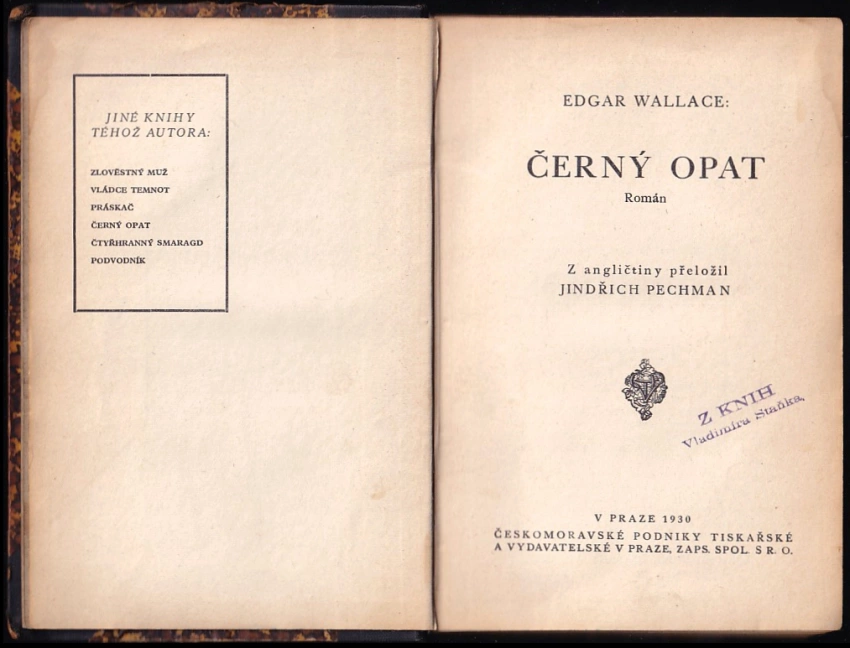 JINÉ KNIHY
TÉHOŽ AUTORA:
ZLOVĚSTNÝ MUŽ
VLÁDCE TEMNOT
PRÁSKAČ
ČERNÝ OPAT
ČTYŘHRANNÝ SMARAGD
PODVODNÍK
EDGAR WALLACE:
ČERNÝ OPAT
Román
Z angličtiny přeložil
JINDŘICH PECHMAN
Z KNIH
Vladimíra Staňka,
V PRAZE 1930
ČESKOMORAVSKÉ PODNIKY TISKAŘSKÉ
A VYDAVATELSKÉ V PRAZE, ZAPS. SPOL. S R. O.